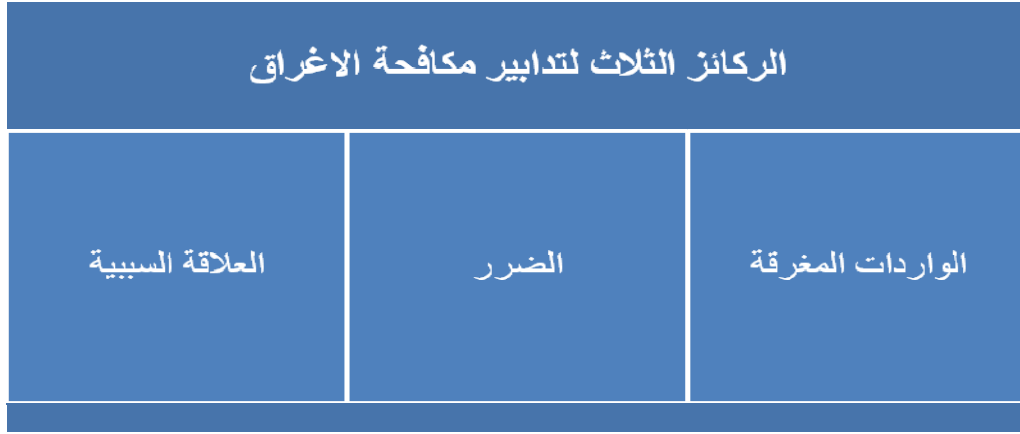 الركائز الثلاث لتدابير مكافحة الاغراق
الواردات المغرقة
الضرر
العلاقة السببية